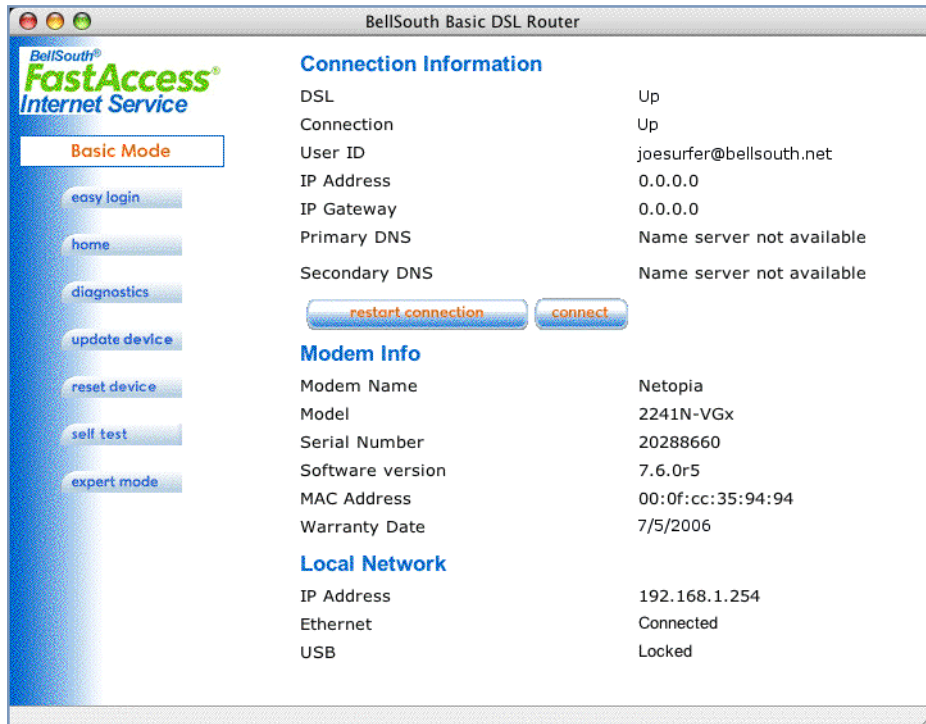 BellSouth Basic DSL Router
BellSouth®
FastAccess®
Internet Service
Basic Mode
easy login
home
diagnostics
update device
reset device
self test
expert mode
Connection Information
DSL Up
Connection Up
User ID joesurfer@bellsouth.net
IP Address 0.0.0.0
IP Gateway 0.0.0.0
Primary DNS Name server not available
Secondary DNS Name server not available
restart connection connect
Modem Info
Modem Name Netopia
Model 2241N-VGx
Serial Number 20288660
Software version 7.6.0r5
MAC Address 00:0f:cc:35:94:94
Warranty Date 7/5/2006
Local Network
IP Address 192.168.1.254
Ethernet Connected
USB Locked